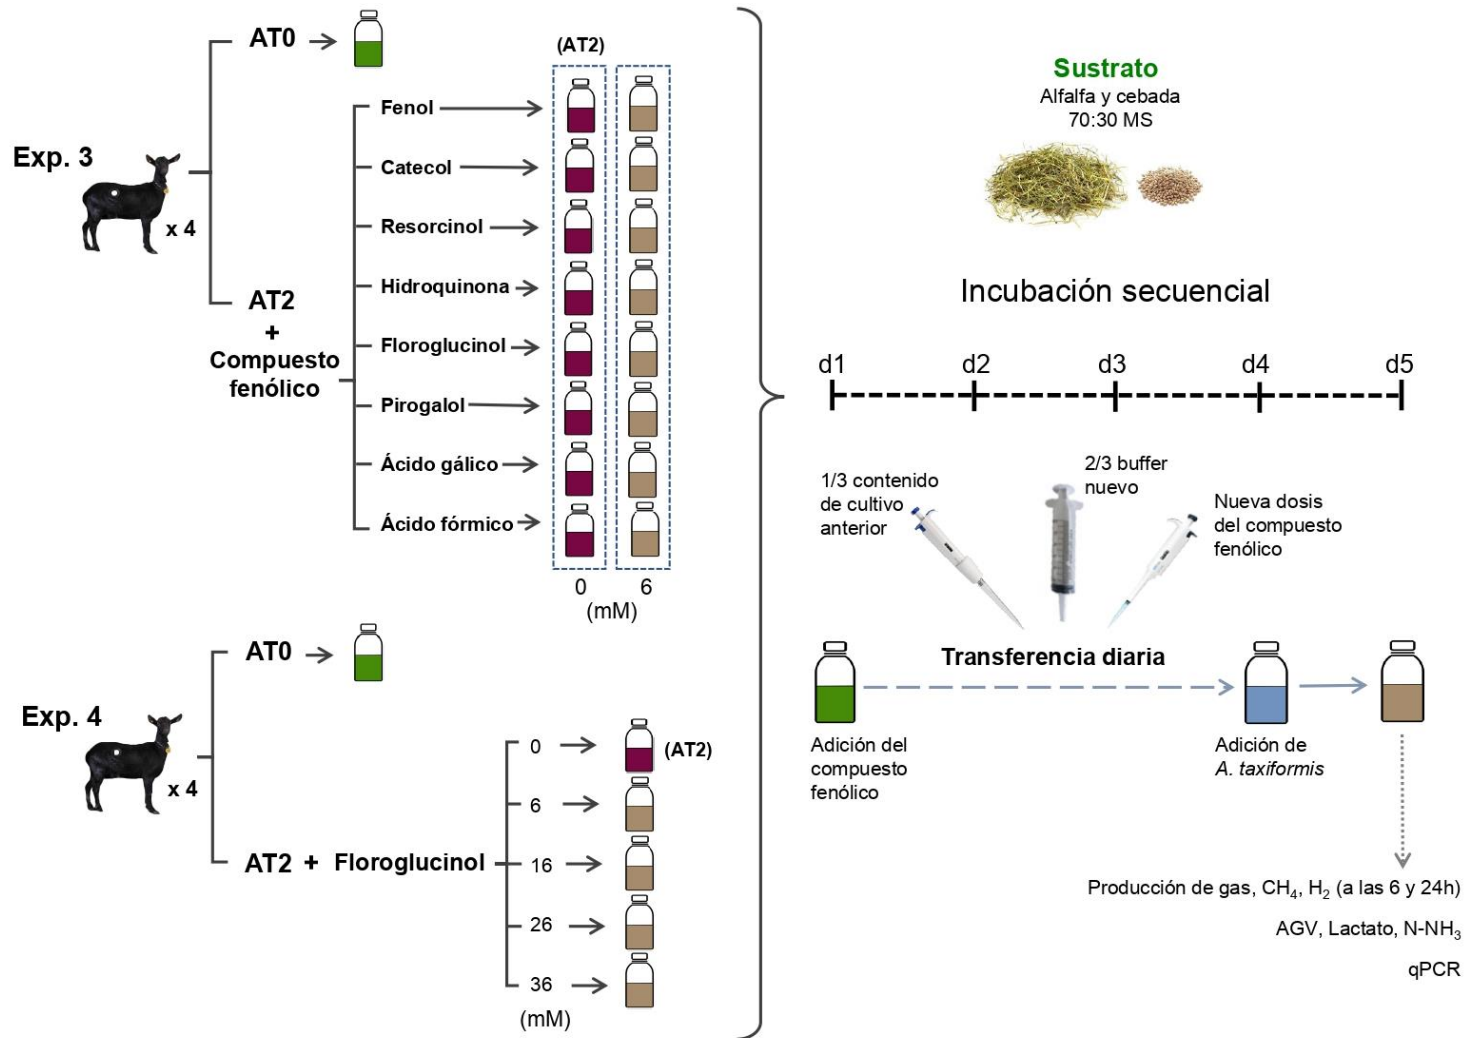 Exp. 3
x 4
AT0
AT2
+
Compuesto
fenólico
(AT2)
Fenol
Catecol
Resorcinol
Hidroquinona
Floroglucinol
Pirogalol
Ácido gálico
Ácido fórmico
0 6
(mM)
Exp. 4
x 4
AT0
AT2 + Floroglucinol
0 (AT2)
6
16
26
36
(mM)
Sustrato
Alfalfa y cebada
70:30 MS
Incubación secuencial
d1 d2 d3 d4 d5
1/3 contenido
de cultivo
anterior
2/3 buffer
nuevo
Nueva dosis
del compuesto
fenólico
Transferencia diaria
Adición del
compuesto
fenólico
Adición de
A. taxiformis
Producción de gas, CH₄, H₂ (a las 6 y 24h)
AGV, Lactato, N-NH₃
qPCR